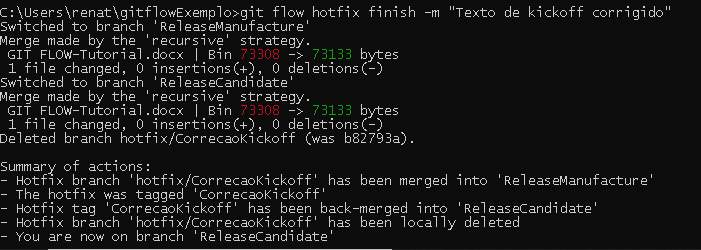 C:\Users\renat\gitflowExemplo>git flow hotfix finish -m "Texto de kickoff corrigido"
Switched to branch 'ReleaseManufacture'
Merge made by the 'recursive' strategy.
 GIT FLOW-Tutorial.docx | Bin 73308 -> 73133 bytes
 1 file changed, 0 insertions(+), 0 deletions(-)
Switched to branch 'ReleaseCandidate'
Merge made by the 'recursive' strategy.
 GIT FLOW-Tutorial.docx | Bin 73308 -> 73133 bytes
 1 file changed, 0 insertions(+), 0 deletions(-)
Deleted branch hotfix/CorrecaoKickoff (was b82793a).

Summary of actions:
- Hotfix branch 'hotfix/CorrecaoKickoff' has been merged into 'ReleaseManufacture'
- The hotfix was tagged 'CorrecaoKickoff'
- Hotfix tag 'CorrecaoKickoff' has been back-merged into 'ReleaseCandidate'
- Hotfix branch 'hotfix/CorrecaoKickoff' has been locally deleted
- You are now on branch 'ReleaseCandidate'